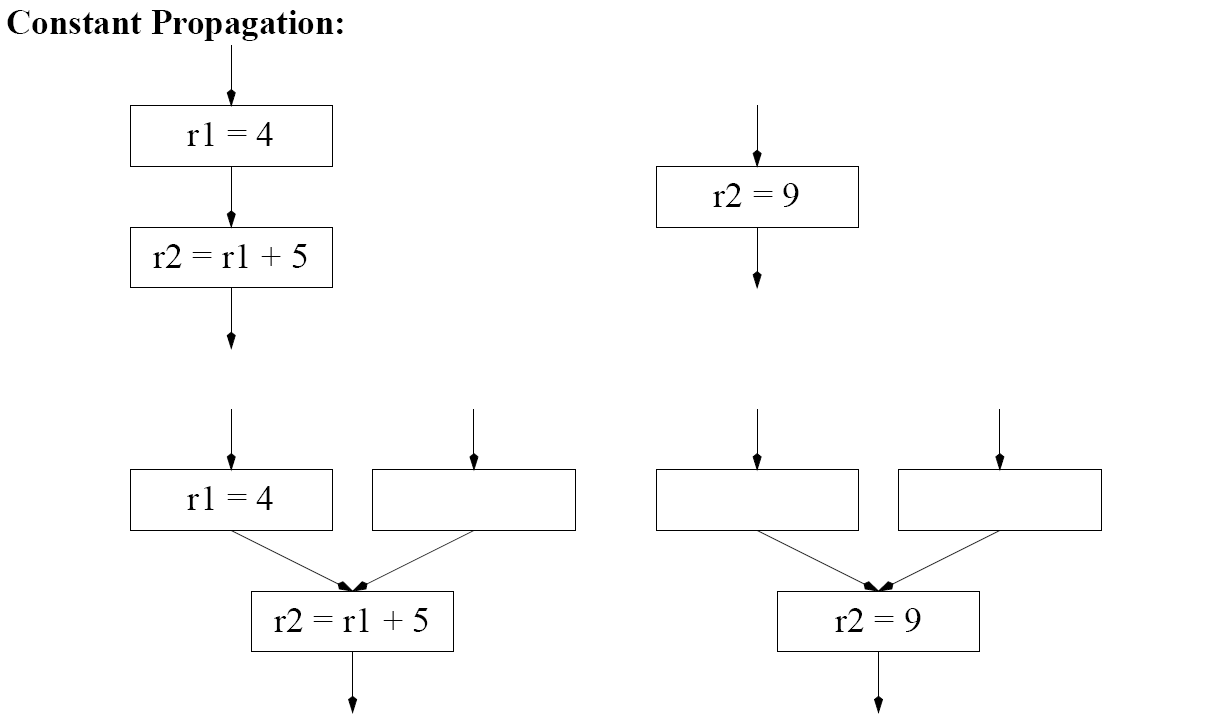 Constant Propagation:
r1 = 4
r2 = 9
r2 = r1 + 5
r1 = 4
r2 = r1 + 5
r2 = 9